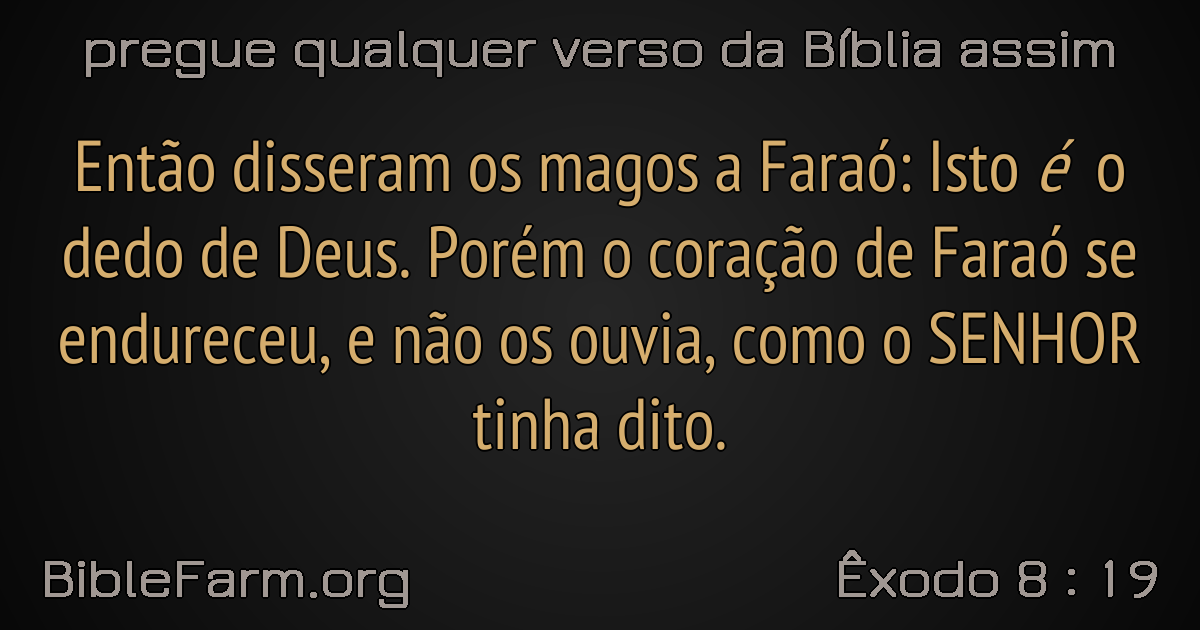 pregue qualquer verso da Bíblia assim
Então disseram os magos a Faraó: Isto é o
dedo de Deus. Porém o coração de Faraó se
endureceu, e não os ouvia, como o SENHOR
tinha dito.
BibleFarm.org
Êxodo 8 : 19